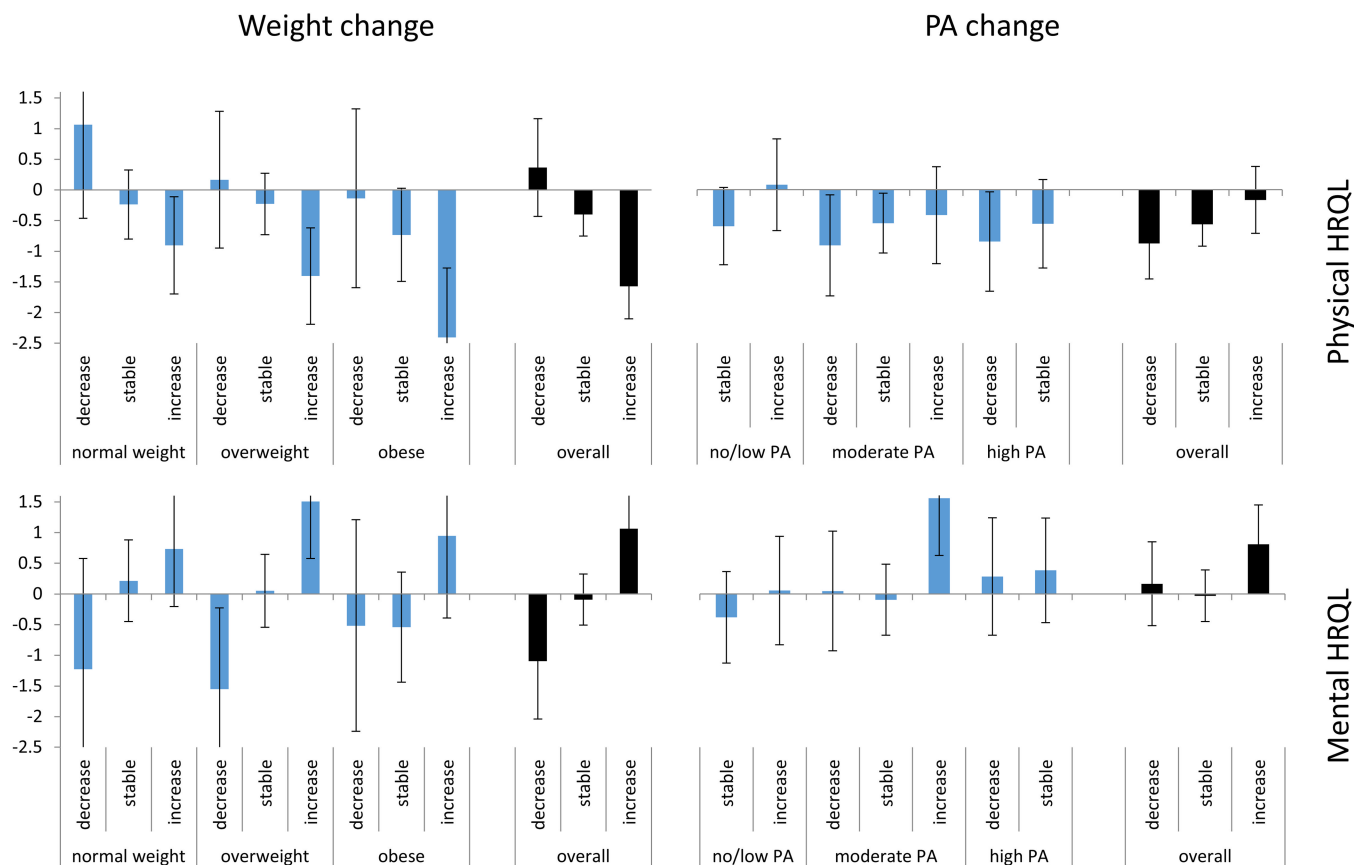 Weight change PA change
1.5
1
0.5
0
-0.5
-1
-1.5
-2
-2.5
Physical HRQL
decrease stable increase decrease stable increase decrease stable increase decrease stable increase stable increase decrease stable increase decrease stable decrease stable increase
normal weight overweight obese overall no/low PA moderate PA high PA overall
1.5
1
0.5
0
-0.5
-1
-1.5
-2
-2.5
Mental HRQL
decrease stable increase decrease stable increase decrease stable increase decrease stable increase stable increase decrease stable increase decrease stable decrease stable increase
normal weight overweight obese overall no/low PA moderate PA high PA overall